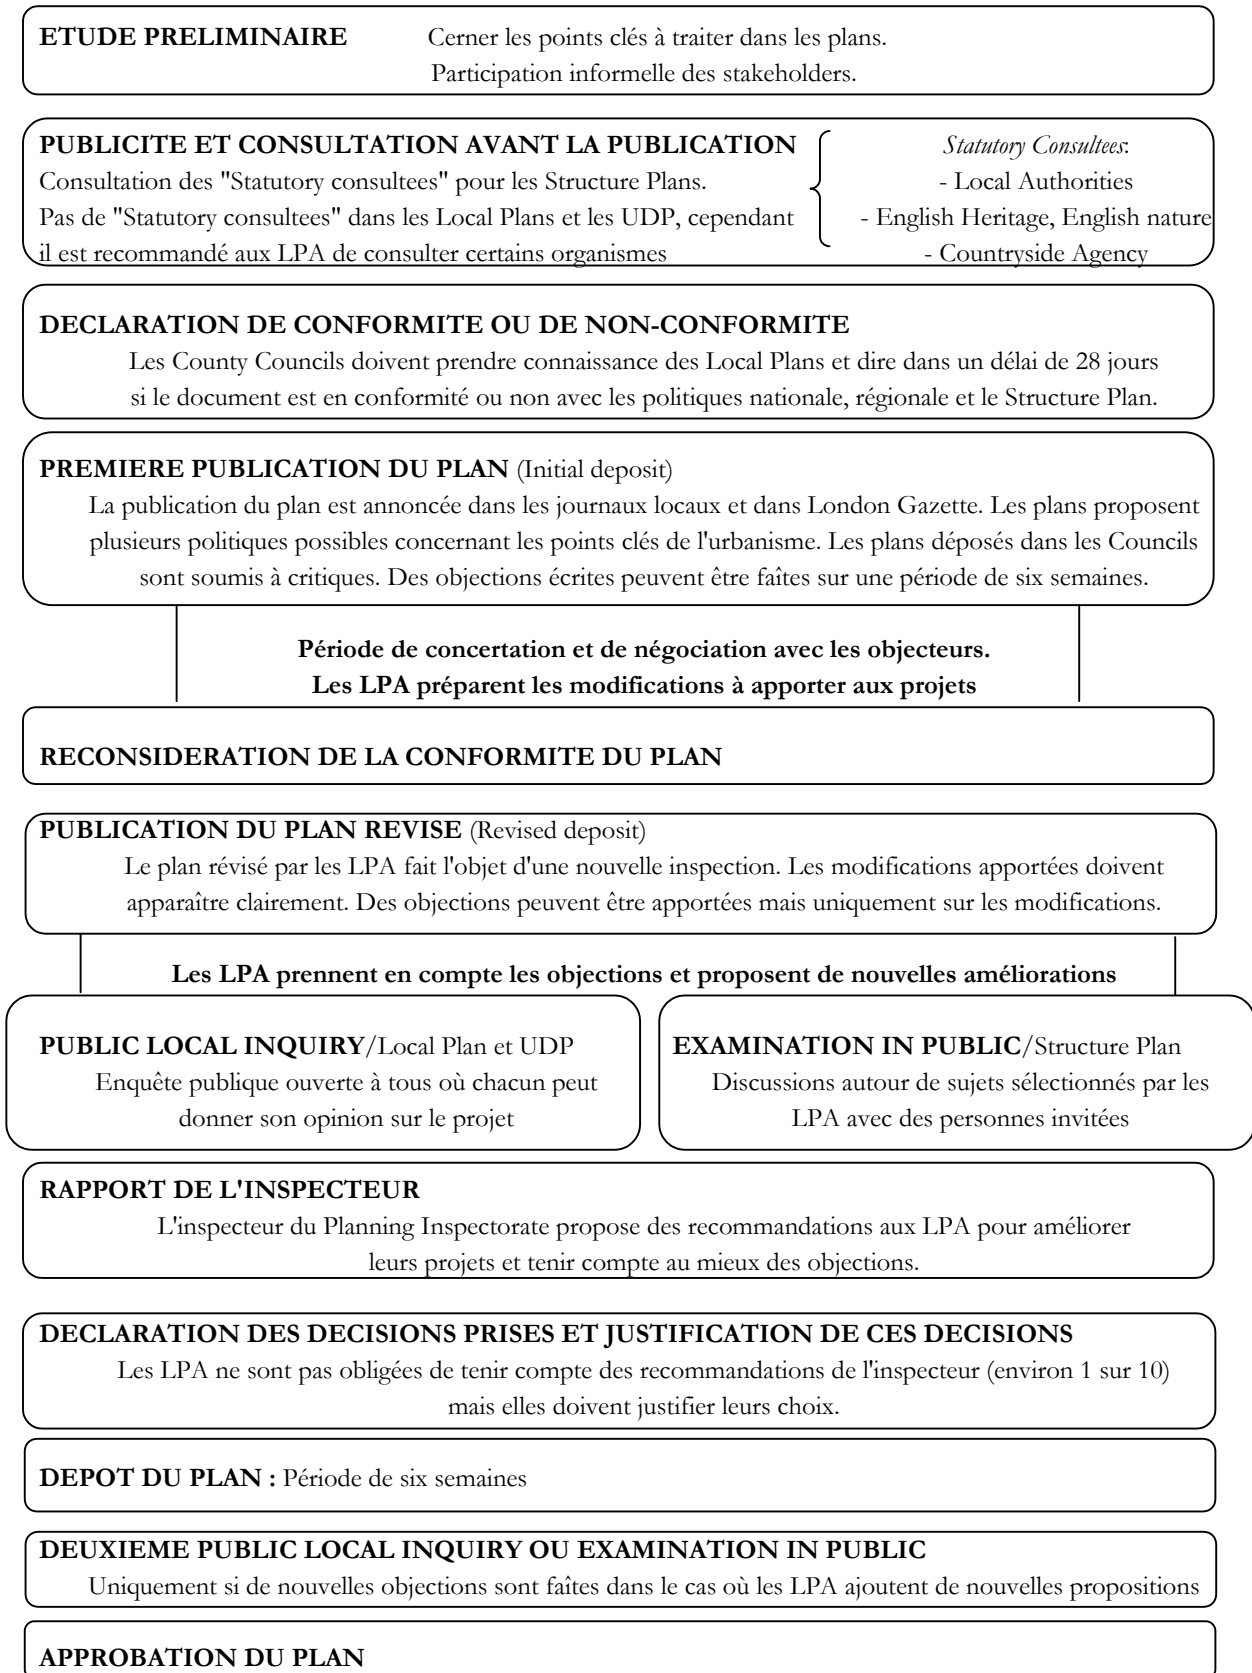 ETUDE PRELIMINAIRE Cerner les points clés à traiter dans les plans.
Participation informelle des stakeholders.
PUBLICITE ET CONSULTATION AVANT LA PUBLICATION
Consultation des "Statutory consultees" pour les Structure Plans.
Pas de "Statutory consultees" dans les Local Plans et les UDP, cependant
il est recommandé aux LPA de consulter certains organismes
Statutory Consultees:
- Local Authorities
- English Heritage, English nature
- Countryside Agency
DECLARATION DE CONFORMITE OU DE NON-CONFORMITE
Les County Councils doivent prendre connaissance des Local Plans et dire dans un délai de 28 jours
si le document est en conformité ou non avec les politiques nationale, régionale et le Structure Plan.
PREMIERE PUBLICATION DU PLAN (Initial deposit)
La publication du plan est annoncée dans les journaux locaux et dans London Gazette. Les plans proposent
plusieurs politiques possibles concernant les points clés de l'urbanisme. Les plans déposés dans les Councils
sont soumis à critiques. Des objections écrites peuvent être faîtes sur une période de six semaines.
Période de concertation et de négociation avec les objecteurs.
Les LPA préparent les modifications à apporter aux projets
RECONSIDERATION DE LA CONFORMITE DU PLAN
PUBLICATION DU PLAN REVISE (Revised deposit)
Le plan révisé par les LPA fait l'objet d'une nouvelle inspection. Les modifications apportées doivent
apparaître clairement. Des objections peuvent être apportées mais uniquement sur les modifications.
Les LPA prennent en compte les objections et proposent de nouvelles améliorations
PUBLIC LOCAL INQUIRY/Local Plan et UDP
Enquête publique ouverte à tous où chacun peut
donner son opinion sur le projet
EXAMINATION IN PUBLIC/Structure Plan
Discussions autour de sujets sélectionnés par les
LPA avec des personnes invitées
RAPPORT DE L'INSPECTEUR
L'inspecteur du Planning Inspectorate propose des recommandations aux LPA pour améliorer
leurs projets et tenir compte au mieux des objections.
DECLARATION DES DECISIONS PRISES ET JUSTIFICATION DE CES DECISIONS
Les LPA ne sont pas obligées de tenir compte des recommandations de l'inspecteur (environ 1 sur 10)
mais elles doivent justifier leurs choix.
DEPOT DU PLAN : Période de six semaines
DEUXIEME PUBLIC LOCAL INQUIRY OU EXAMINATION IN PUBLIC
Uniquement si de nouvelles objections sont faîtes dans le cas où les LPA ajoutent de nouvelles propositions
APPROBATION DU PLAN